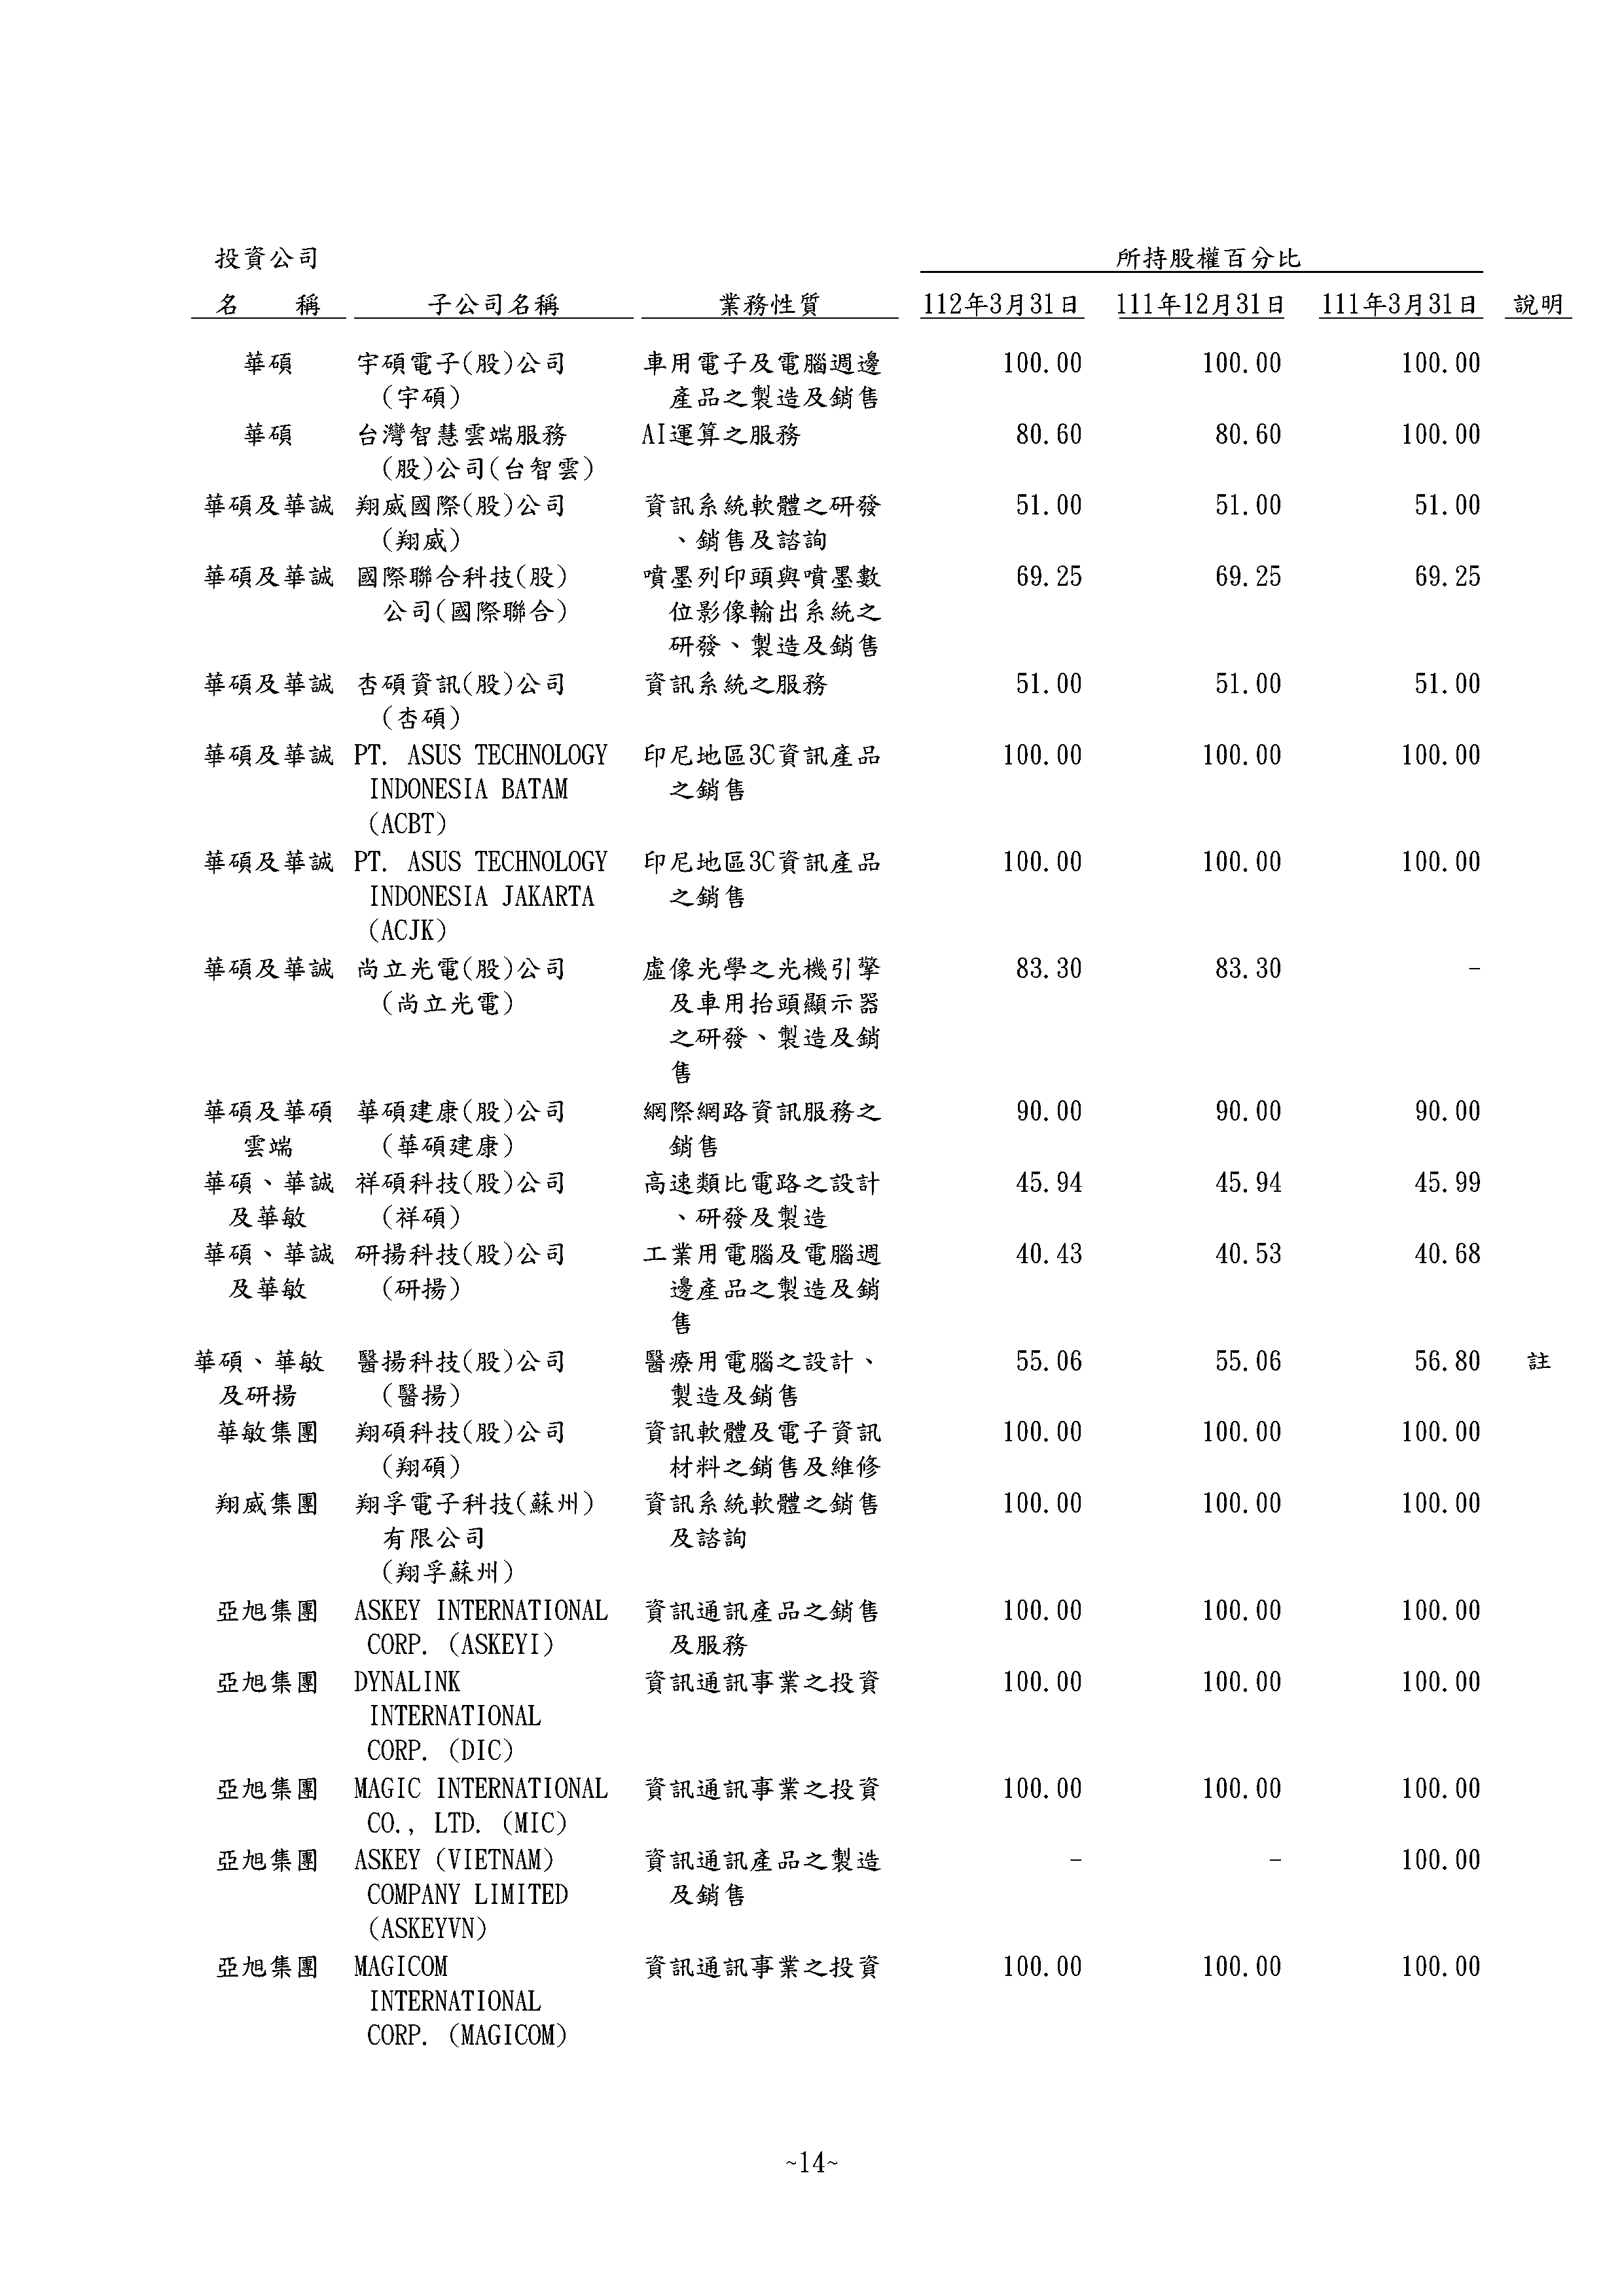 投資公司 所持股權百分比
名 稱 子公司名稱 業務性質 112年3月31日 111年12月31日 111年3月31日 說明
華碩 宇碩電子(股)公司 車用電子及電腦週邊 100.00 100.00 100.00
(宇碩) 產品之製造及銷售
華碩 台灣智慧雲端服務 AI運算之服務 80.60 80.60 100.00
(股)公司(台智雲)
華碩及華誠 翔威國際(股)公司 資訊系統軟體之研發 51.00 51.00 51.00
(翔威) 、銷售及諮詢
華碩及華誠 國際聯合科技(股) 噴墨列印頭與噴墨數 69.25 69.25 69.25
公司(國際聯合) 位影像輸出系統之
研發、製造及銷售
華碩及華誠 杏碩資訊(股)公司 資訊系統之服務 51.00 51.00 51.00
(杏碩)
華碩及華誠 PT. ASUS TECHNOLOGY 印尼地區3C資訊產品 100.00 100.00 100.00
INDONESIA BATAM 之銷售
(ACBT)
華碩及華誠 PT. ASUS TECHNOLOGY 印尼地區3C資訊產品 100.00 100.00 100.00
INDONESIA JAKARTA 之銷售
(ACJK)
華碩及華誠 尚立光電(股)公司 虛像光學之光機引擎 83.30 83.30 -
(尚立光電) 及車用抬頭顯示器
之研發、製造及銷
售
華碩及華碩 華碩建康(股)公司 網際網路資訊服務之 90.00 90.00 90.00
雲端 (華碩建康) 銷售
華碩、華誠 祥碩科技(股)公司 高速類比電路之設計 45.94 45.94 45.99
及華敏 (祥碩) 、研發及製造
華碩、華誠 研揚科技(股)公司 工業用電腦及電腦週 40.43 40.53 40.68
及華敏 (研揚) 邊產品之製造及銷
售
華碩、華敏 醫揚科技(股)公司 醫療用電腦之設計、 55.06 55.06 56.80 註
及研揚 (醫揚) 製造及銷售
華敏集團 翔碩科技(股)公司 資訊軟體及電子資訊 100.00 100.00 100.00
(翔碩) 材料之銷售及維修
翔威集團 翔孚電子科技(蘇州) 資訊系統軟體之銷售 100.00 100.00 100.00
有限公司 及諮詢
(翔孚蘇州)
亞旭集團 ASKEY INTERNATIONAL 資訊通訊產品之銷售 100.00 100.00 100.00
CORP. (ASKEYI) 及服務
亞旭集團 DYNALINK 資訊通訊事業之投資 100.00 100.00 100.00
INTERNATIONAL
CORP. (DIC)
亞旭集團 MAGIC INTERNATIONAL 資訊通訊事業之投資 100.00 100.00 100.00
CO., LTD. (MIC)
亞旭集團 ASKEY (VIETNAM) 資訊通訊產品之製造 - - 100.00
COMPANY LIMITED 及銷售
(ASKEYVN)
亞旭集團 MAGICOM 資訊通訊事業之投資 100.00 100.00 100.00
INTERNATIONAL
CORP. (MAGICOM)
~14~